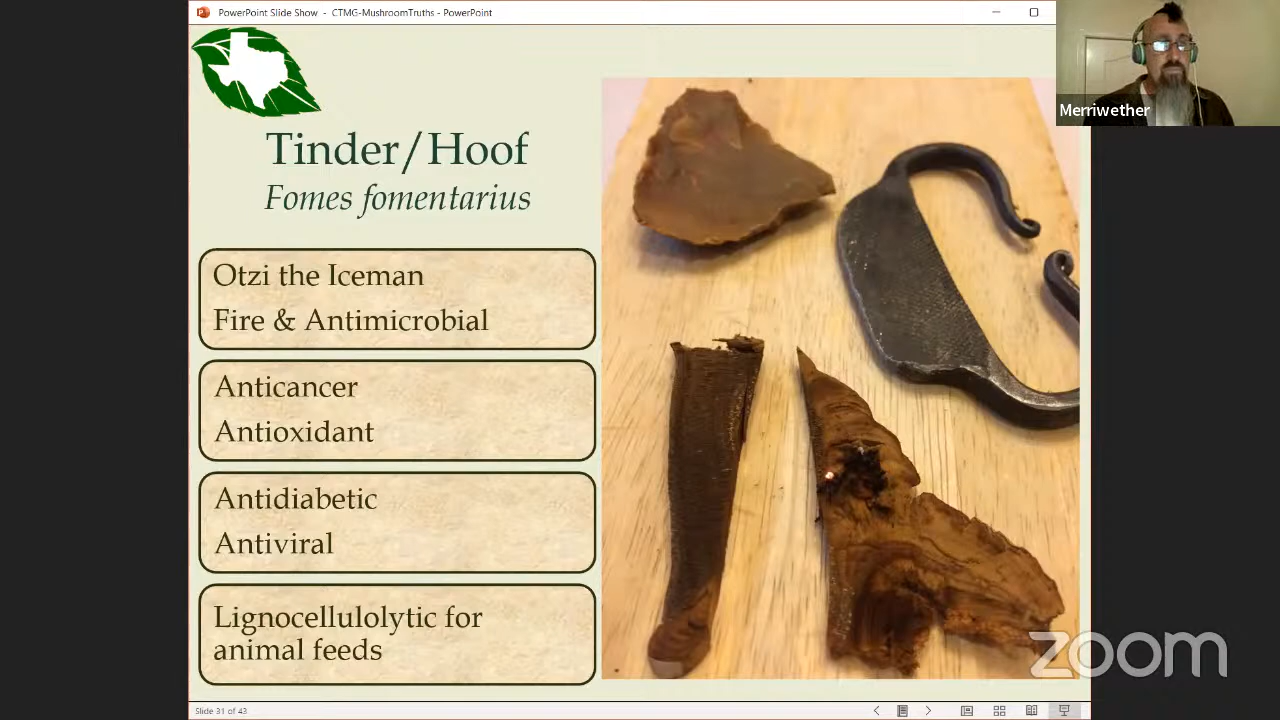 PowerPoint Slide Show - CTMG-MushroomTruths - PowerPoint
Merriwether
Tinder/Hoof
Fomes fomentarius
Otzi the Iceman
Fire & Antimicrobial
Anticancer
Antioxidant
Antidiabetic
Antiviral
Lignocellulolytic for
animal feeds
zoom
Slide 31 of 43